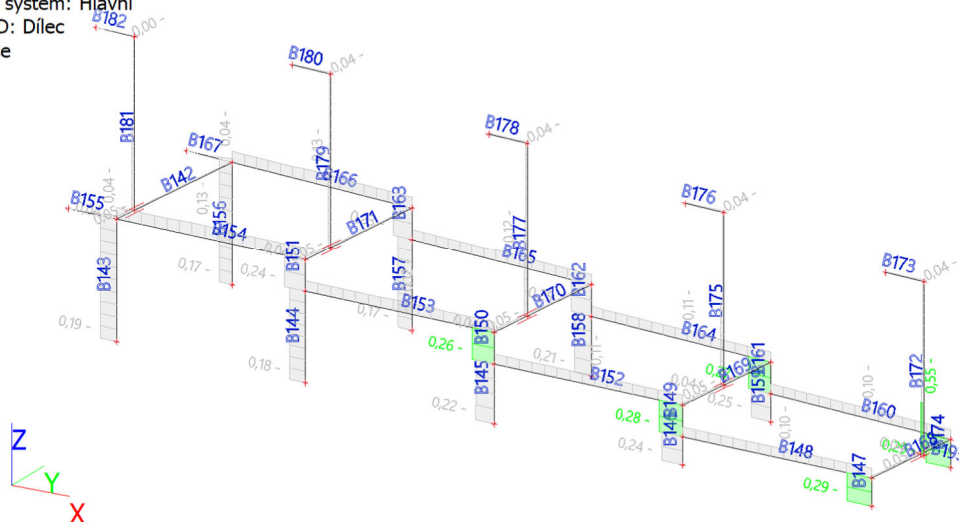 systém: Hlavní
D: Dílec
e
B182
0,00 -
B180
0,04 -
B181
B178
0,04 -
B167
0,04 -
B179
B166
B176
0,04 -
B142
B155
0,04 -
0,13 -
B156
B163
B171
B177
B154
B173
0,04 -
B143
0,17 -
0,24 -
B151
B157
B165
B162
B175
B170
0,11 -
B153
0,17 -
B144
B150
B158
B164
B172
0,55 -
0,19 -
0,26 -
0,21 -
0,18 -
B145
B152
0,04 -
B169
B161
0,25 -
B159
0,10 -
B160
0,22 -
B149
0,28 -
0,10 -
B174
0,24 -
B148
B147
0,29 -
Z
Y
X